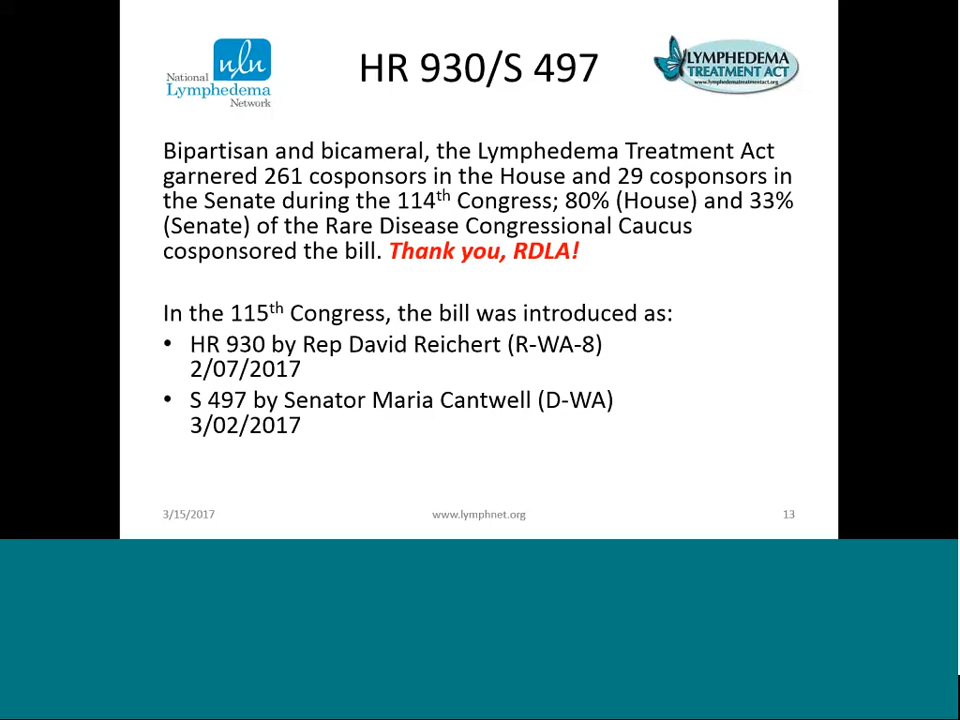 nln
National
Lymphedema
Network
HR 930/S 497
LYMPHEDEMA
TREATMENT ACT
www.lymphedematreatmentact.org
Bipartisan and bicameral, the Lymphedema Treatment Act
garnered 261 cosponsors in the House and 29 cosponsors in
the Senate during the 114th Congress; 80% (House) and 33%
(Senate) of the Rare Disease Congressional Caucus
cosponsored the bill. Thank you, RDLA!
In the 115th Congress, the bill was introduced as:
• HR 930 by Rep David Reichert (R-WA-8)
2/07/2017
• S 497 by Senator Maria Cantwell (D-WA)
3/02/2017
3/15/2017
www.lymphnet.org
13